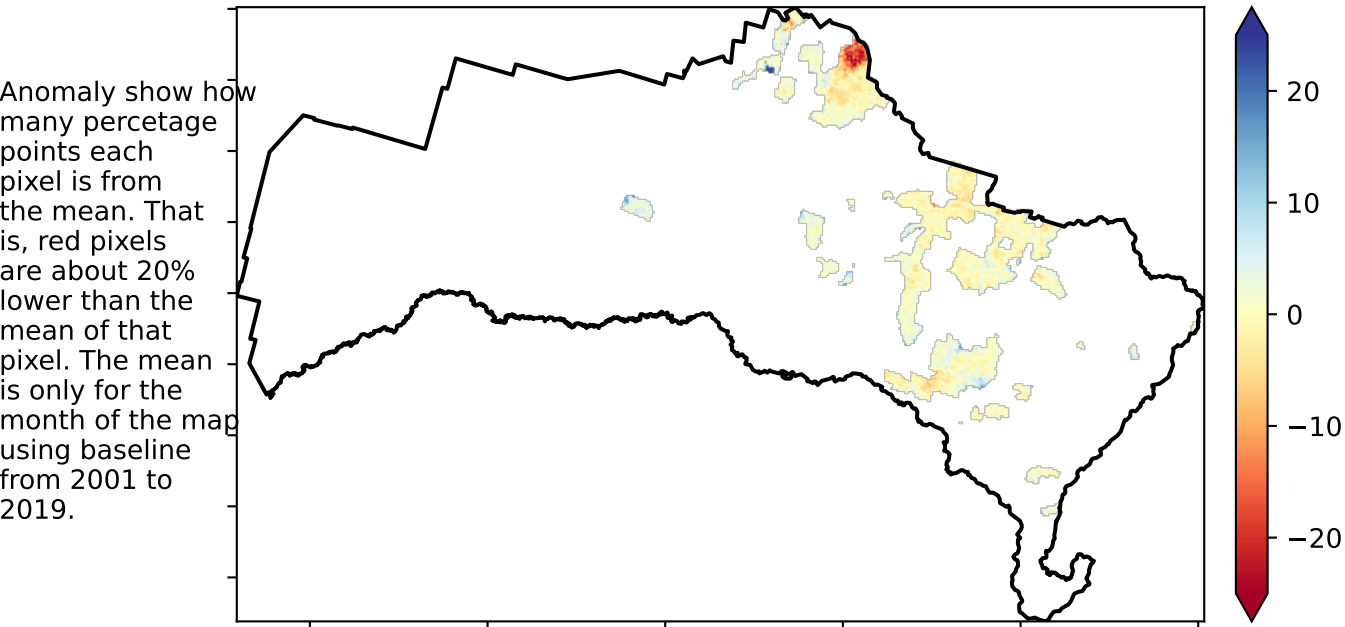 Anomaly show how
many percetage
points each
pixel is from
the mean. That
is, red pixels
are about 20%
lower than the
mean of that
pixel. The mean
is only for the
month of the map
using baseline
from 2001 to
2019.
20
10
0
−10
−20